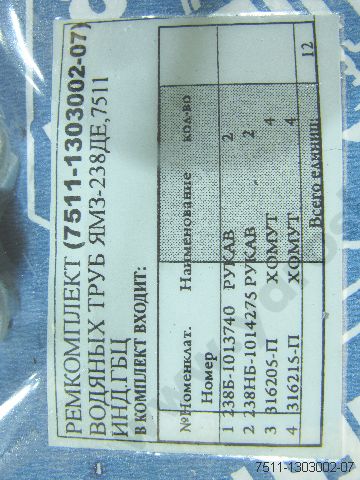 РЕМКОМПЛЕКТ (7511-1303002-07)
ВОДЯНЫХ ТРУБ ЯМЗ-238ДЕ,7511
ИНД.ГБЦ
В КОМПЛЕКТ ВХОДИТ:
№ Номенклат. Номер Наименование кол-во
1 238Б-1013740 РУКАВ 2
2 238НБ-1014275 РУКАВ 2
3 316205-П ХОМУТ 4
4 316215-П ХОМУТ 4
Всего единиц 12
7511-1303002-07